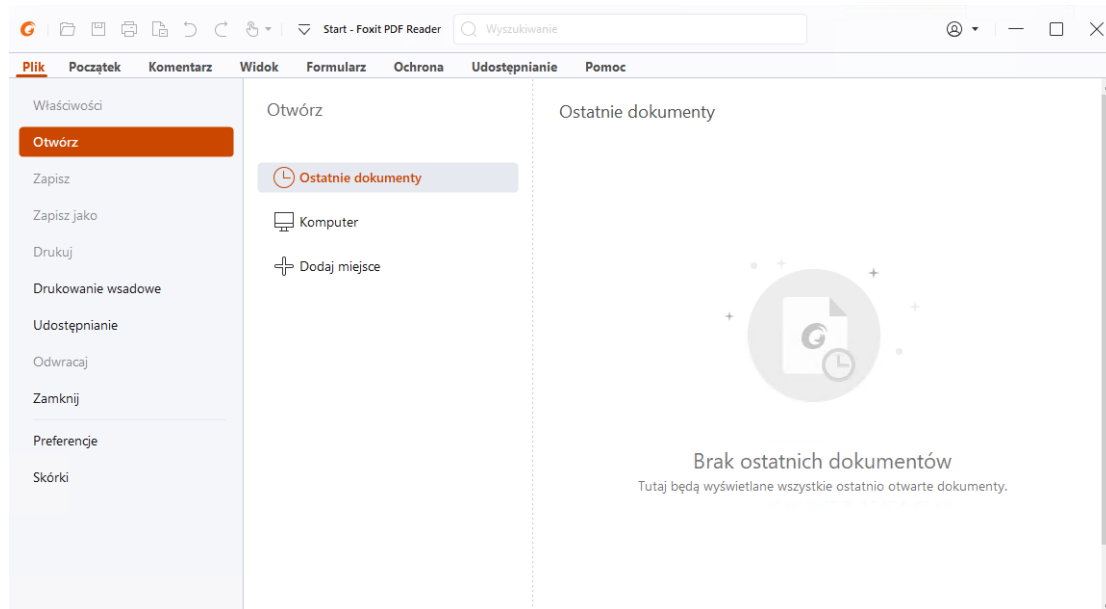 Start - Foxit PDF Reader
Wyszukiwanie
Plik Początek Komentarz Widok Formularz Ochrona Udostępnianie Pomoc
Właściwości
Otwórz
Zapisz
Zapisz jako
Drukuj
Drukowanie wsadowe
Udostępnianie
Odwracaj
Zamknij
Preferencje
Skórki
Otwórz
Ostatnie dokumenty
Komputer
Dodaj miejsce
Ostatnie dokumenty
Brak ostatnich dokumentów
Tutaj będą wyświetlane wszystkie ostatnio otwarte dokumenty.